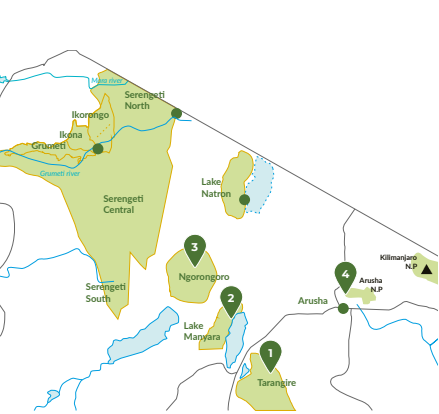 Mara river
Serengeti
North
Ikorongo
Ikona
Grumeti
Grumeti river
Lake
Natron
Serengeti
Central
3
Ngorongoro
Kilimanjaro
N.P
4
Arusha
N.P
Serengeti
South
2
Arusha
Lake
Manyara
1
Tarangire